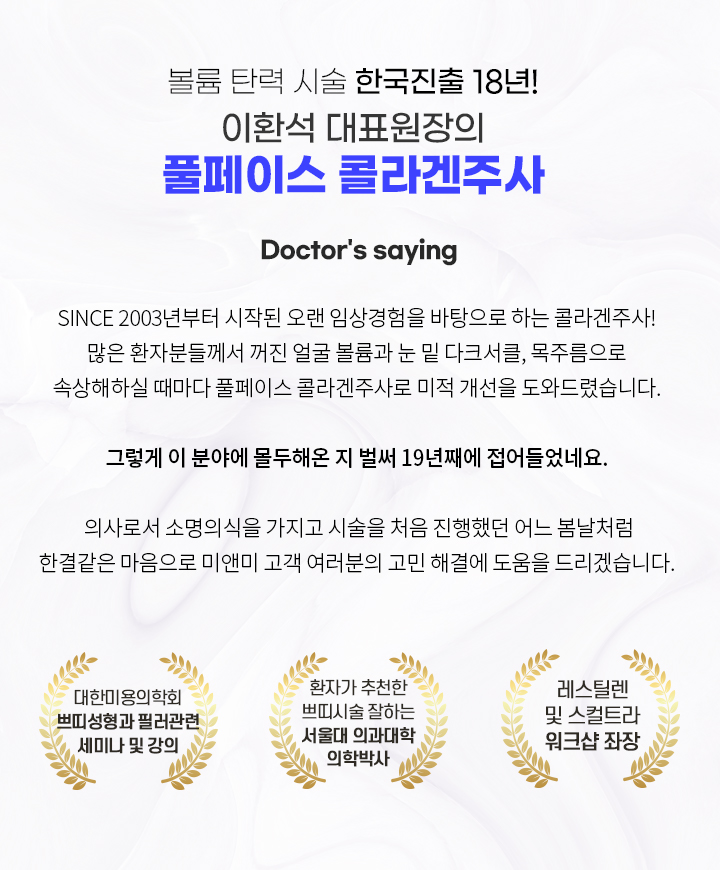 볼륨 탄력 시술 한국진출 18년!
이환석 대표원장의
풀페이스 콜라겐주사
Doctor's saying
SINCE 2003년부터 시작된 오랜 임상경험을 바탕으로 하는 콜라겐주사!
많은 환자분들께서 꺼진 얼굴 볼륨과 눈 밑 다크서클, 목주름으로
속상해하실 때마다 풀페이스 콜라겐주사로 미적 개선을 도와드렸습니다.
그렇게 이 분야에 몰두해온 지 벌써 19년째에 접어들었네요.
의사로서 소명의식을 가지고 시술을 처음 진행했던 어느 봄날처럼
한결같은 마음으로 미앤미 고객 여러분의 고민 해결에 도움을 드리겠습니다.
대한미용의학회
쁘띠성형과 필러관련
세미나 및 강의
환자가 추천한
쁘띠시술 잘하는
서울대 의과대학
의학박사
레스틸렌
및 스컬트라
워크샵 좌장